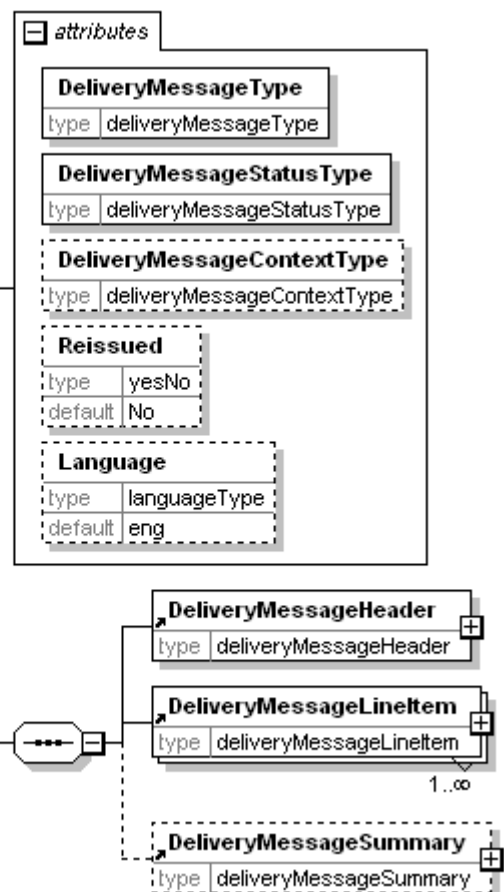 attributes
DeliveryMessageType
type deliveryMessageType
DeliveryMessageStatusType
type deliveryMessageStatusType
DeliveryMessageContextType
type deliveryMessageContextType
Reissued
type yesNo
default No
Language
type languageType
default eng
DeliveryMessageHeader
type deliveryMessageHeader
DeliveryMessageLineItem
type deliveryMessageLineItem
1..∞
DeliveryMessageSummary
type deliveryMessageSummary